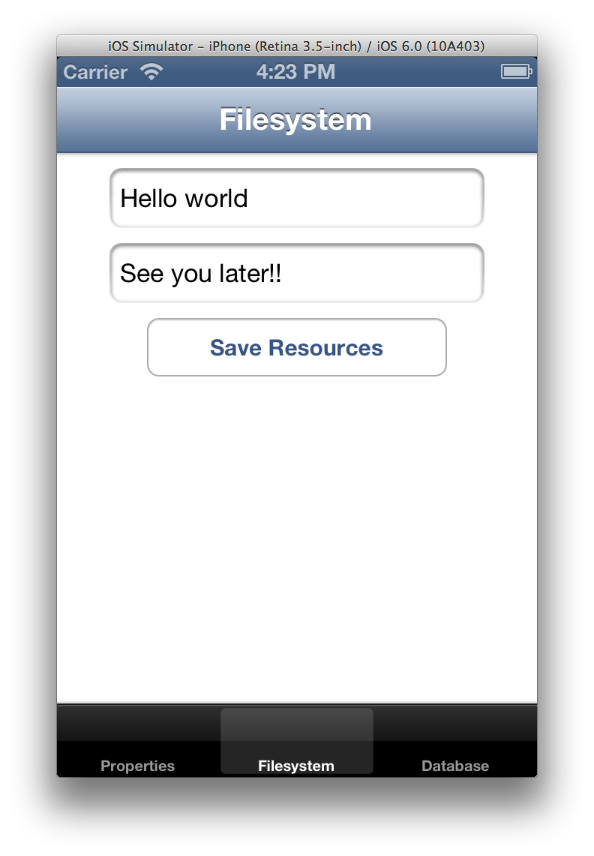 iOS Simulator – iPhone (Retina 3.5-inch) / iOS 6.0 (10A403)
Carrier 4:23 PM
Filesystem
Hello world
See you later!!
Save Resources
Properties Filesystem Database